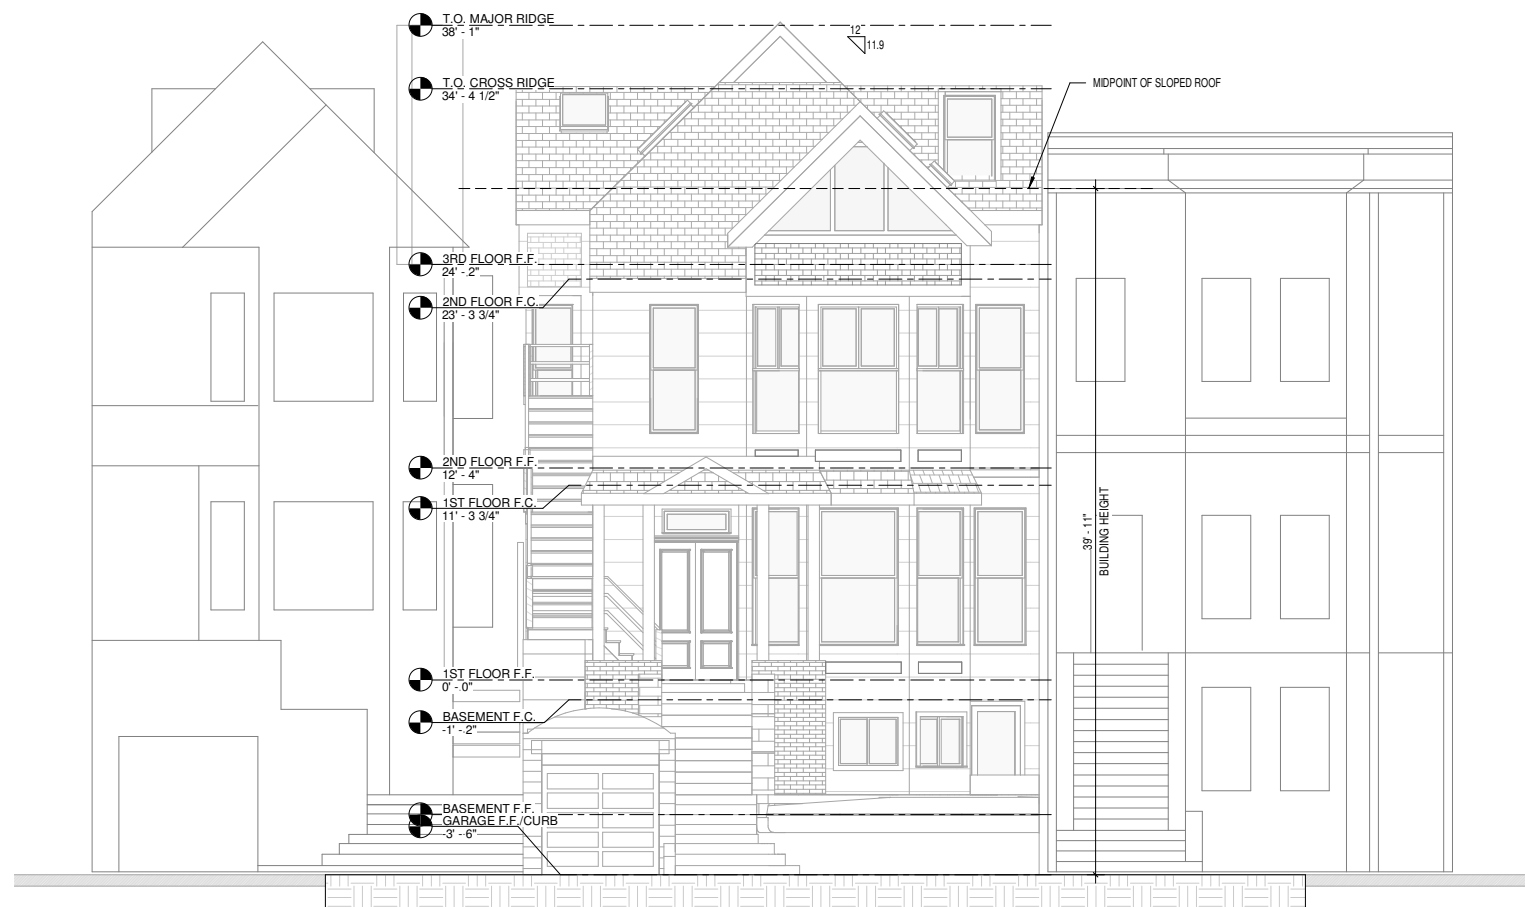 T.O. MAJOR RIDGE
38' - 1"
12
11.9
T.O. CROSS RIDGE
34' - 4 1/2"
MIDPOINT OF SLOPED ROOF
3RD FLOOR F.F.
24' - 2"
2ND FLOOR F.C.
23' - 3 3/4"
2ND FLOOR F.F.
12' - 4"
1ST FLOOR F.C.
11' - 3 3/4"
39' - 11"
BUILDING HEIGHT
1ST FLOOR F.F.
0' - 0"
BASEMENT F.C.
-1' - 2"
BASEMENT F.F.
GARAGE F.F./CURB
-3' - 6"